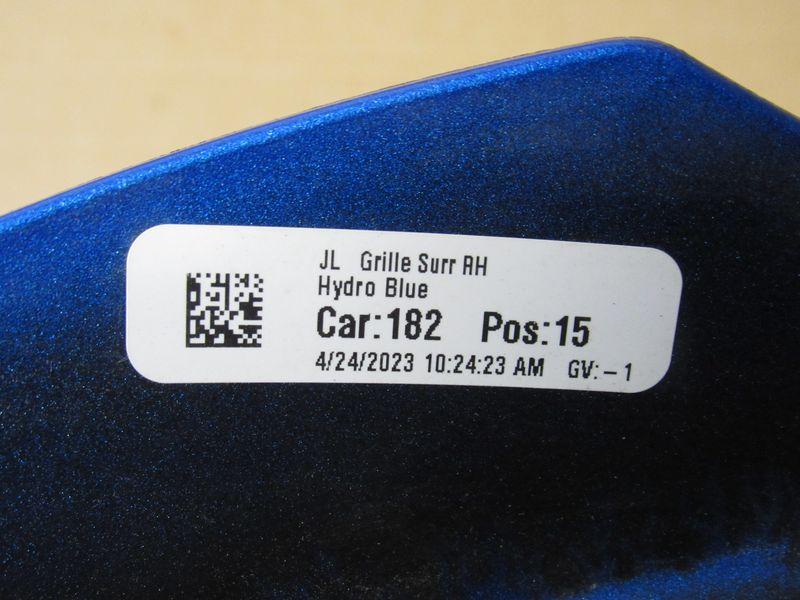 JL Grille Surr RH
Hydro Blue
Car:182 Pos:15
4/24/2023 10:24:23 AM GV:-1